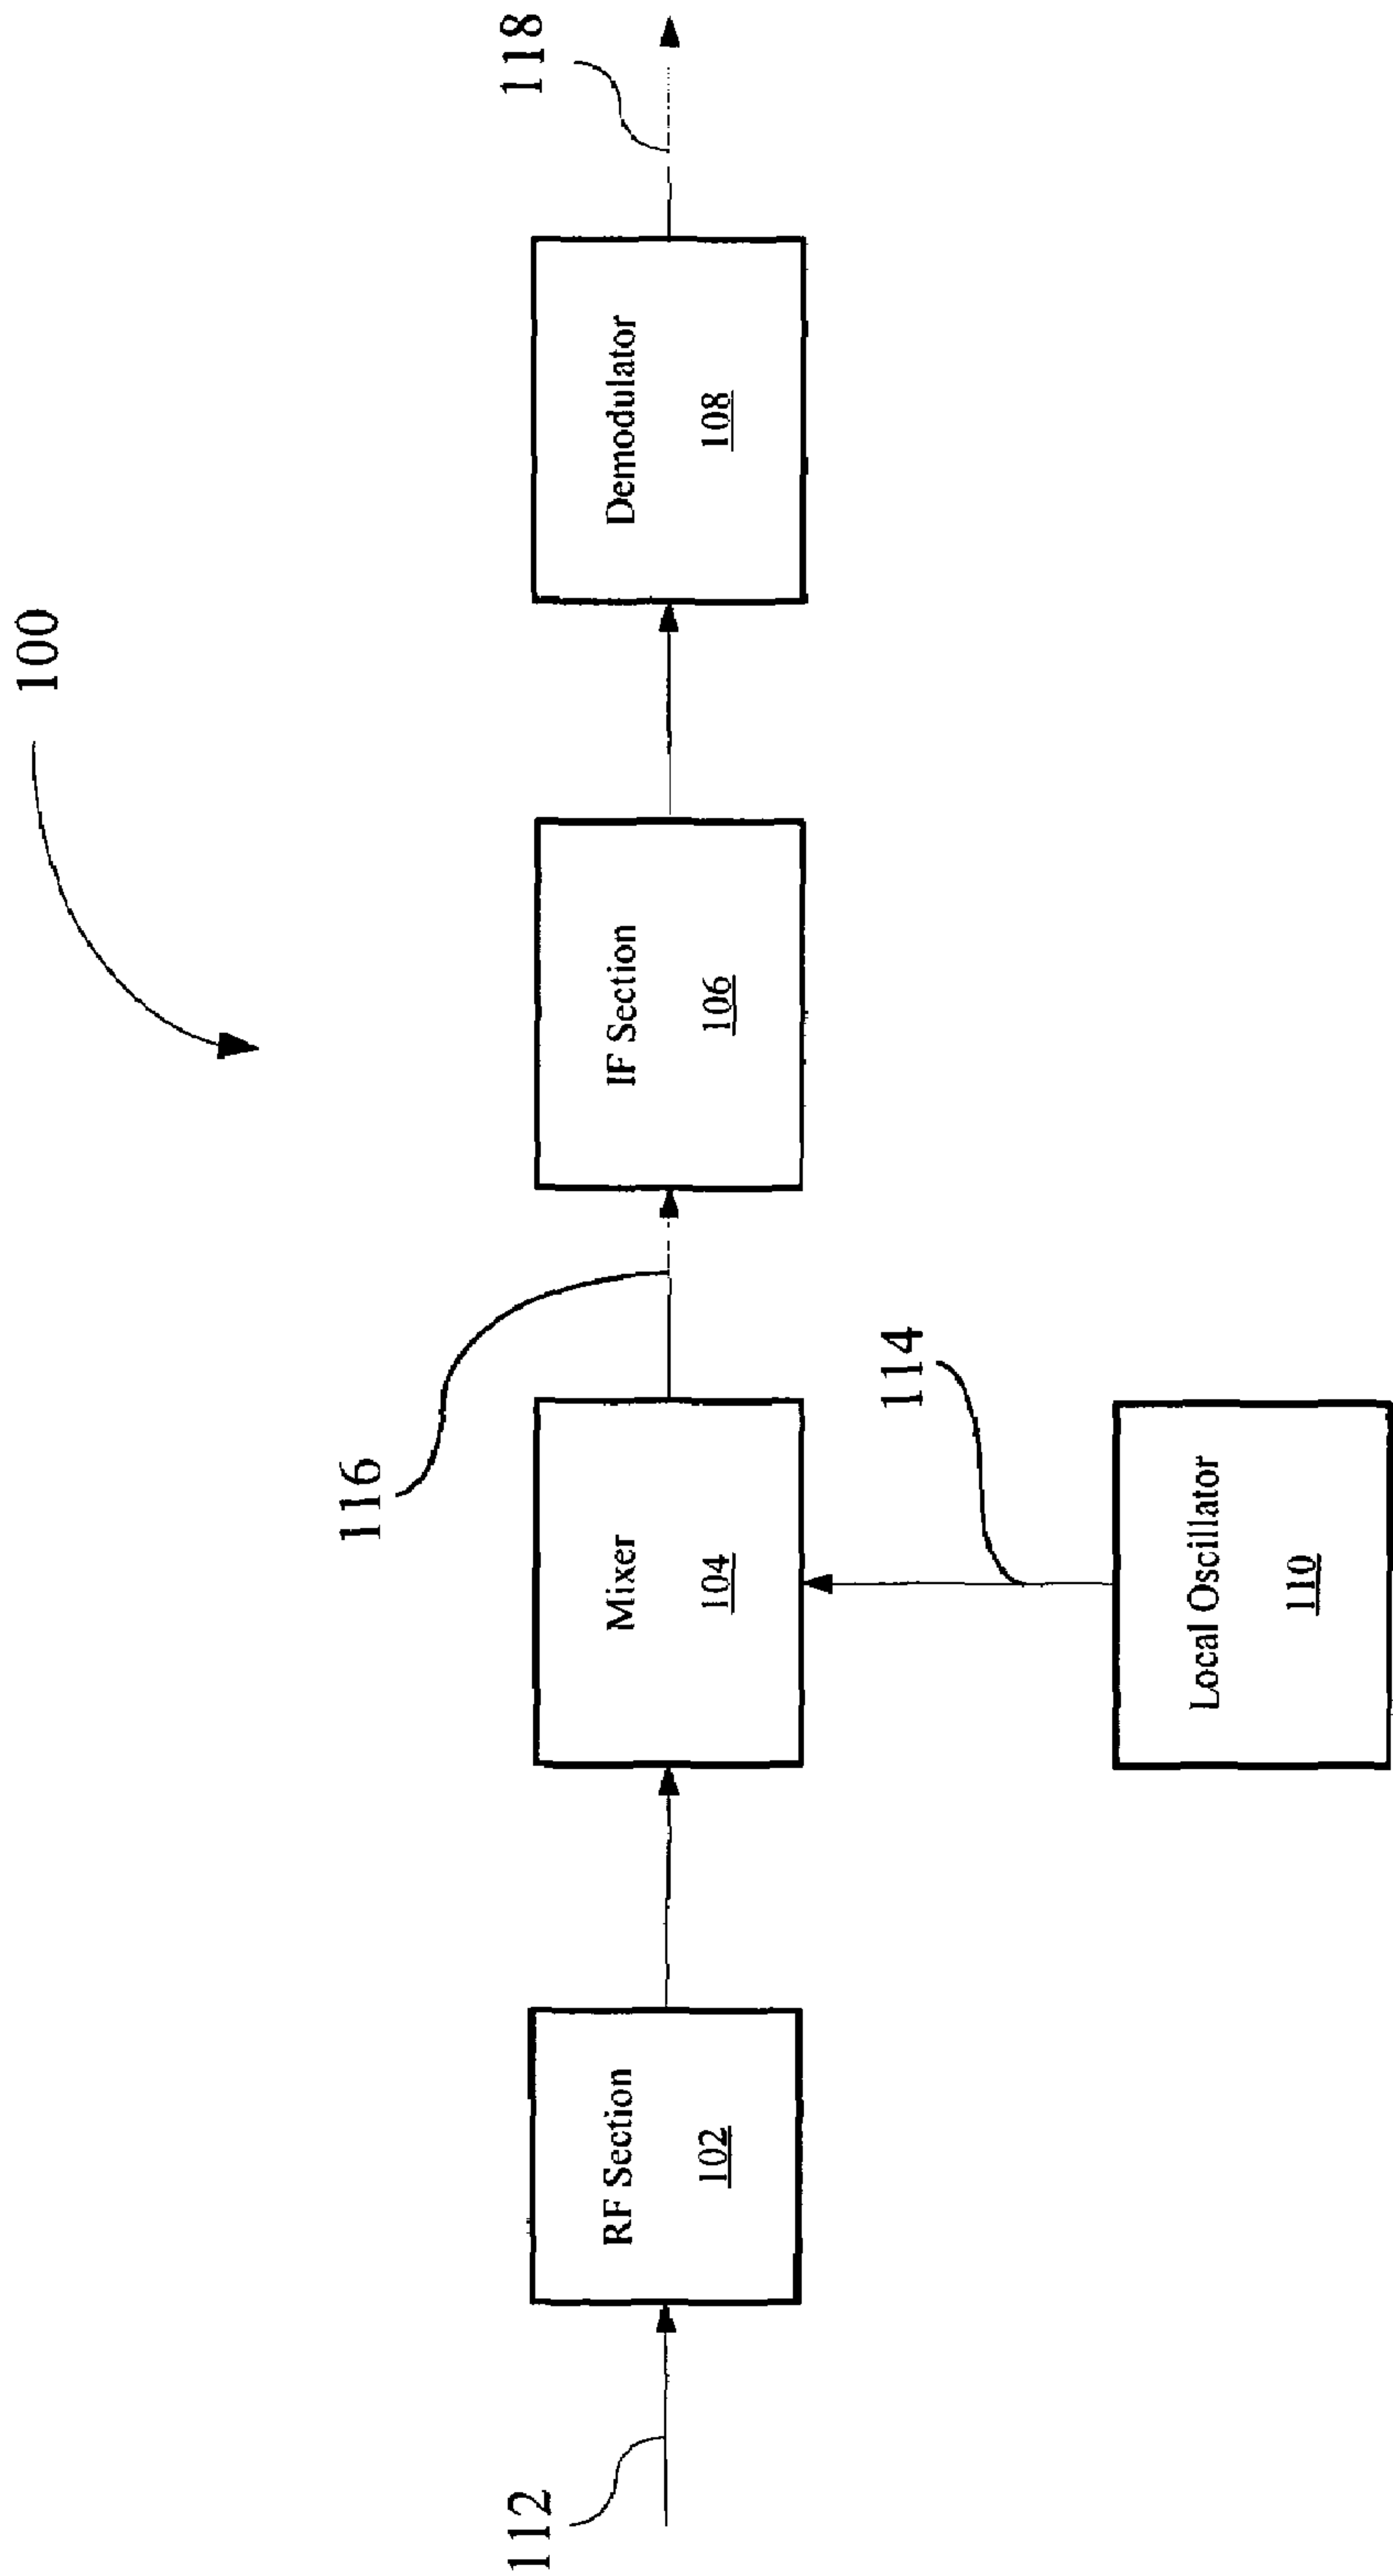 100
112
RF Section
102
Mixer
104
116
IF Section
106
Demodulator
108
118
114
Local Oscillator
110